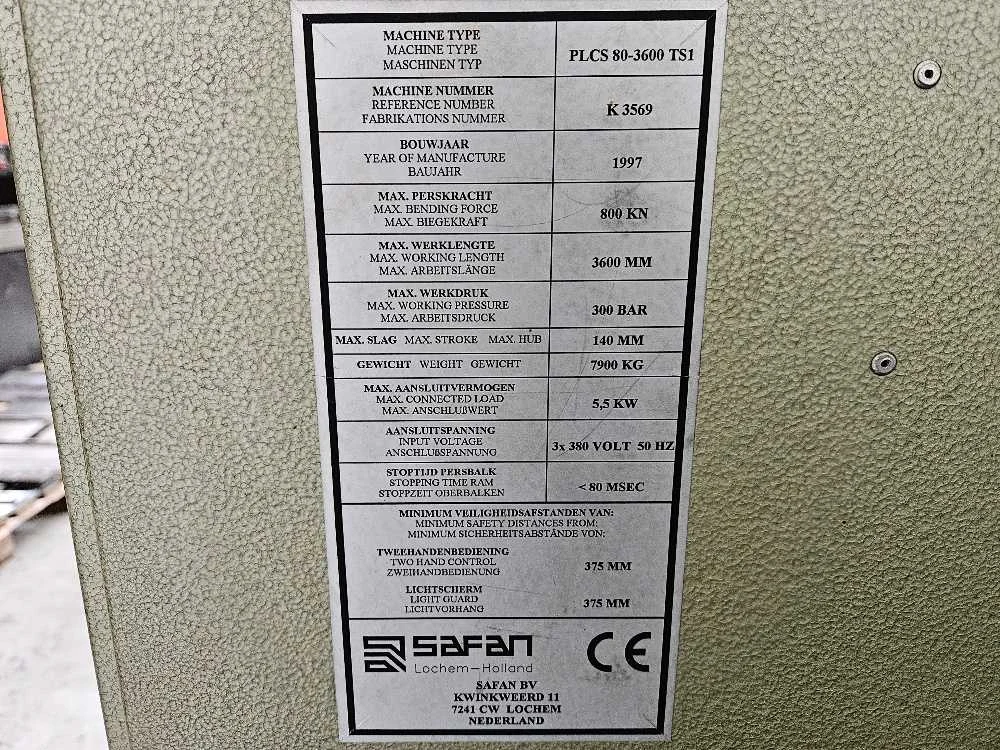 MACHINE TYPE
MACHINE TYPE
MASCHINEN TYP
PLCS 80-3600 TS1
MACHINE NUMMER
REFERENCE NUMBER
FABRIKATIONS NUMMER
K 3569
BOUWJAAR
YEAR OF MANUFACTURE
BAUJAHR
1997
MAX. PERSKRACHT
MAX. BENDING FORCE
MAX. BIEGEKRAFT
800 KN
MAX. WERKLENGTE
MAX. WORKING LENGTH
MAX. ARBEITSLÄNGE
3600 MM
MAX. WERKDRUK
MAX. WORKING PRESSURE
MAX. ARBEITSDRUCK
300 BAR
MAX. SLAG MAX. STROKE MAX. HUB 140 MM
GEWICHT WEIGHT GEWICHT 7900 KG
MAX. AANSLUITVERMOGEN
MAX. CONNECTED LOAD
MAX. ANSCHLUßWERT
5,5 KW
AANSLUITSPANNING
INPUT VOLTAGE
ANSCHLUßSPANNUNG
3x 380 VOLT 50 HZ
STOPTIJD PERSBALK
STOPPING TIME RAM
STOPPZEIT OBERBALKEN
< 80 MSEC
MINIMUM VEILIGHEIDSAFSTANDEN VAN:
MINIMUM SAFETY DISTANCES FROM:
MINIMUM SICHERHEITSABSTÄNDE VON:
TWEEHANDENBEDIENING
TWO HAND CONTROL
ZWEIHANDBEDIENUNG
375 MM
LICHTSCHERM
LIGHT GUARD
LICHTVORHANG
375 MM
SAFAN
Lochem-Holland
CE
SAFAN BV
KWINKWEERD 11
7241 CW LOCHEM
NEDERLAND